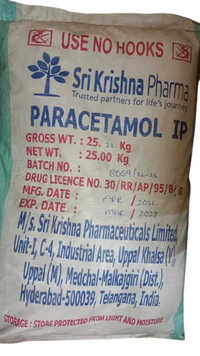 USE NO HOOKS
Sri Krishna Pharma
Trusted partners for life's journey
PARACETAMOL IP
GROSS WT. : 25. Kg
NET WT. : 25.00 Kg
BATCH NO. :
DRUG LICENCE NO. 30/RR/AP/95/B/
MFG. DATE :
EXP. DATE :
M/s. Sri Krishna Pharmaceuticals Limited,
Unit-I, C-4, Industrial Area, Uppal Khalsa
Uppal (M), Medchal-Malkajgiri (Dist.),
Hyderabad-500039, Telangana, India.
STORAGE : STORE PROTECTED FROM LIGHT AND MOISTURE